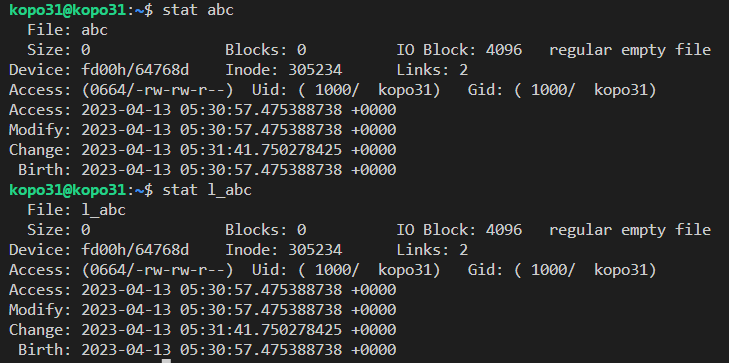 kopo31@kopo31:~$ stat abc
  File: abc
  Size: 0               Blocks: 0          IO Block: 4096   regular empty file
Device: fd00h/64768d    Inode: 305234      Links: 2
Access: (0664/-rw-rw-r--)  Uid: ( 1000/  kopo31)   Gid: ( 1000/  kopo31)
Access: 2023-04-13 05:30:57.475388738 +0000
Modify: 2023-04-13 05:30:57.475388738 +0000
Change: 2023-04-13 05:31:41.750278425 +0000
 Birth: 2023-04-13 05:30:57.475388738 +0000
kopo31@kopo31:~$ stat l_abc
  File: l_abc
  Size: 0               Blocks: 0          IO Block: 4096   regular empty file
Device: fd00h/64768d    Inode: 305234      Links: 2
Access: (0664/-rw-rw-r--)  Uid: ( 1000/  kopo31)   Gid: ( 1000/  kopo31)
Access: 2023-04-13 05:30:57.475388738 +0000
Modify: 2023-04-13 05:30:57.475388738 +0000
Change: 2023-04-13 05:31:41.750278425 +0000
 Birth: 2023-04-13 05:30:57.475388738 +0000